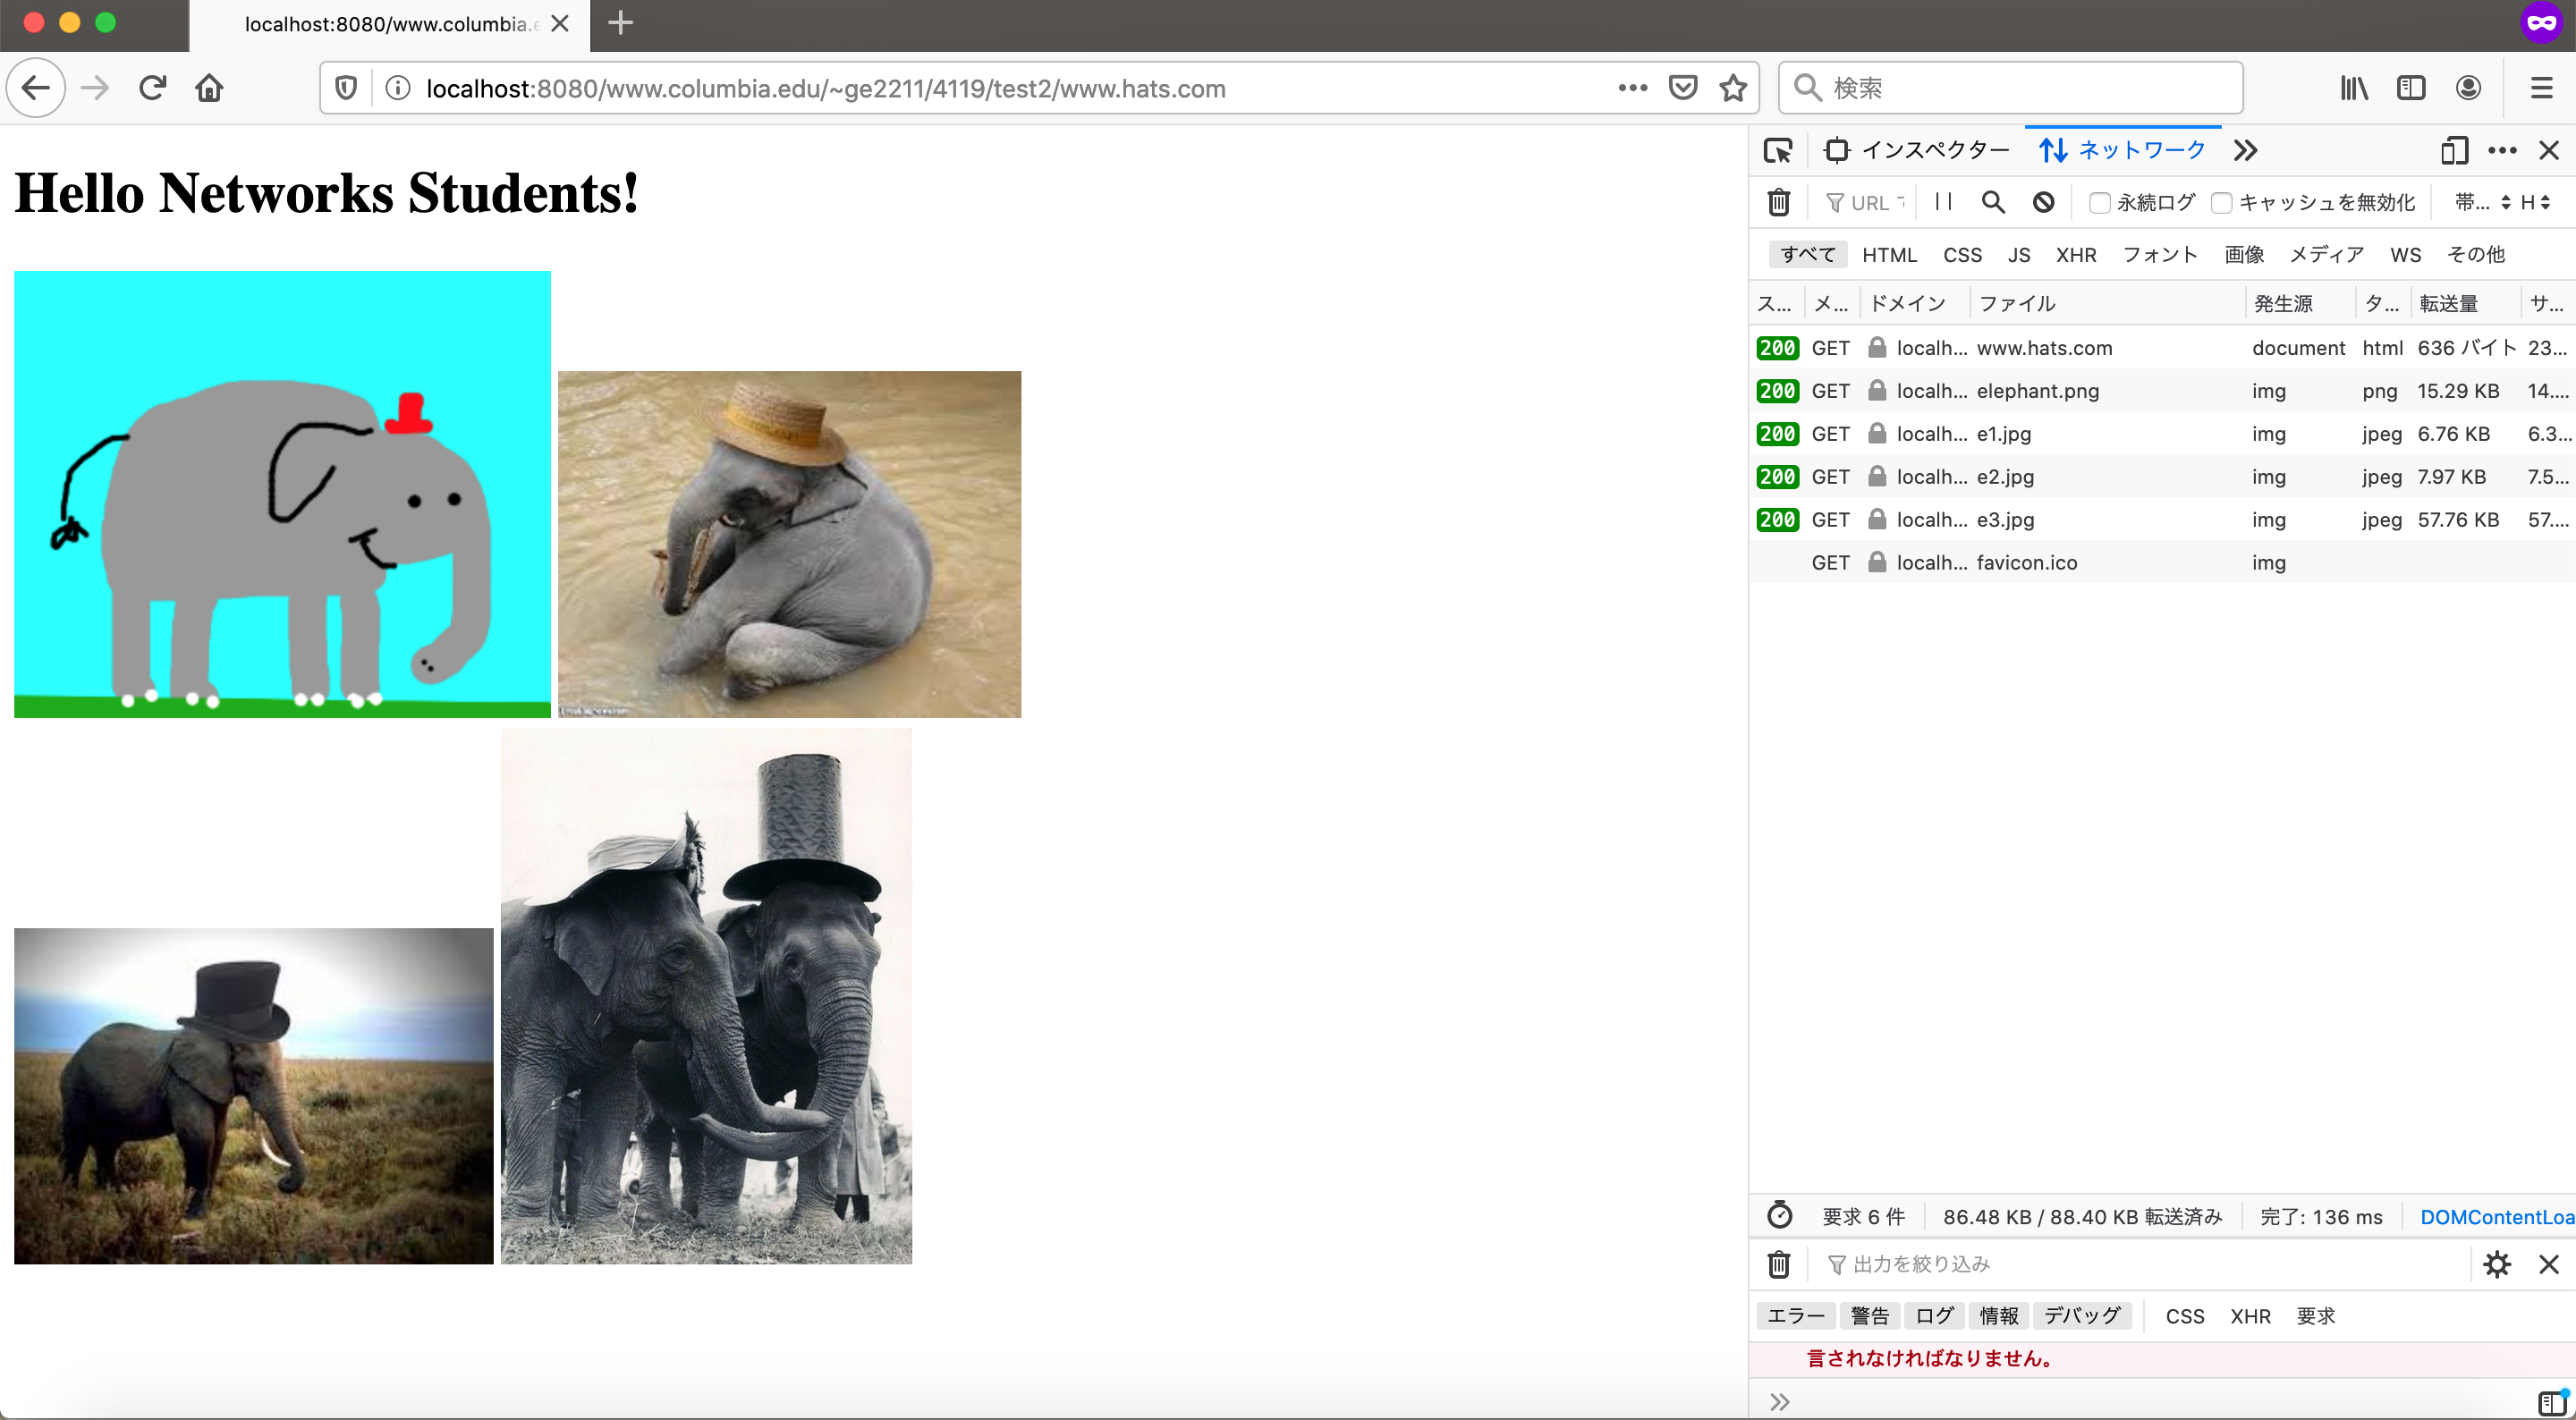 localhost:8080/www.columbia.e
localhost:8080/www.columbia.edu/~ge2211/4119/test2/www.hats.com
検索
Hello Networks Students!
インスペクター ネットワーク
URL 永続ログ キャッシュを無効化 帯... H
すべて HTML CSS JS XHR フォント 画像 メディア WS その他
ス... メ... ドメイン ファイル 発生源 タ... 転送量 サ...
200 GET localh... www.hats.com document html 636 バイト 23...
200 GET localh... elephant.png img png 15.29 KB 14....
200 GET localh... e1.jpg img jpeg 6.76 KB 6.3...
200 GET localh... e2.jpg img jpeg 7.97 KB 7.5...
200 GET localh... e3.jpg img jpeg 57.76 KB 57....
GET localh... favicon.ico img
要求 6 件 86.48 KB / 88.40 KB 転送済み 完了: 136 ms DOMContentLoa
出力を絞り込み
エラー 警告 ログ 情報 デバッグ CSS XHR 要求
言されなければなりません。